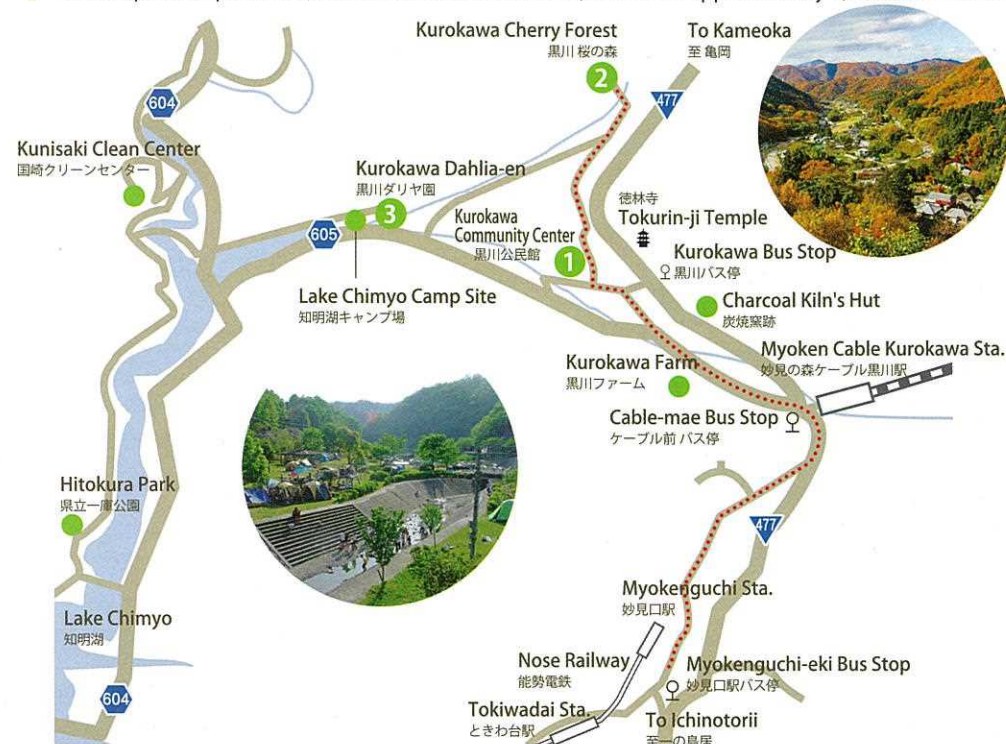 Kurokawa Cherry Forest
黒川 桜の森
2
To Kameoka
至 亀岡
477
604
Kunisaki Clean Center
国崎クリーンセンター
Kurokawa Dahlia-en
黒川ダリヤ園
3
605
Kurokawa
Community Center
黒川公民館
1
徳林寺
Tokurin-ji Temple
Kurokawa Bus Stop
黒川バス停
Lake Chimyo Camp Site
知明湖キャンプ場
Charcoal Kiln's Hut
炭焼窯跡
Myoken Cable Kurokawa Sta.
妙見の森ケーブル黒川駅
Kurokawa Farm
黒川ファーム
Cable-mae Bus Stop
ケーブル前 バス停
Hitokura Park
県立一庫公園
477
Myokenguchi Sta.
妙見口駅
Lake Chimyo
知明湖
Nose Railway
能勢電鉄
Myokenguchi-eki Bus Stop
妙見口駅バス停
604
Tokiwadai Sta.
ときわ台駅
To Ichinotorii
至一の鳥居